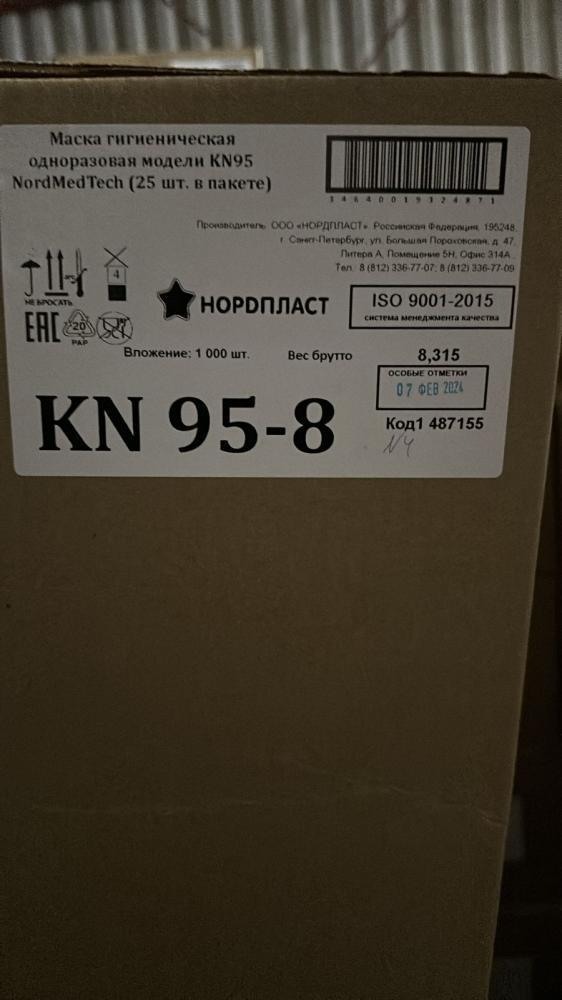 Маска гигиеническая
одноразовая модели KN95
NordMedTech (25 шт. в пакете)
14640019324871
Производитель: ООО «НОРДПЛАСТ». Российская Федерация, 195248,
г. Санкт-Петербург, ул. Большая Пороховская, д. 47,
Литера А, Помещение 5Н, Офис 314А.
Тел.: 8 (812) 336-77-07; 8 (812) 336-77-09
4
НЕ БРОСАТЬ
EAC
20
PAP
НОРДПЛАСТ
ISO 9001-2015
система менеджмента качества
Вложение: 1 000 шт.
Вес брутто
8,315
ОСОБЫЕ ОТМЕТКИ
07 ФЕВ 2024
KN 95-8
Код1 487155